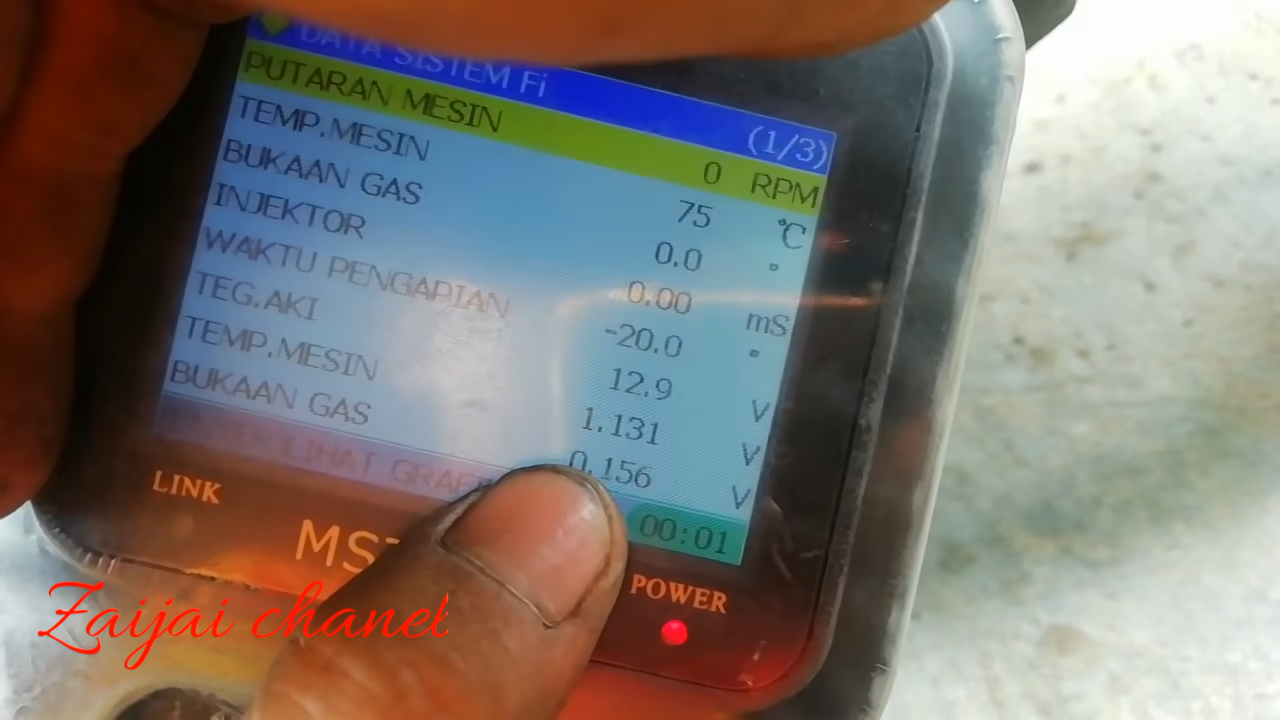 DATA SISTEM Fi (1/3)
PUTARAN MESIN 0 RPM
TEMP.MESIN 75 °C
BUKAAN GAS 0.0 °
INJEKTOR 0.00 mS
WAKTU PENGAPIAN -20.0 °
TEG.AKI 12.9 V
TEMP.MESIN 1.131 V
BUKAAN GAS 0.156 V
LIHAT 00:01
LINK
POWER
Zaijai chanel